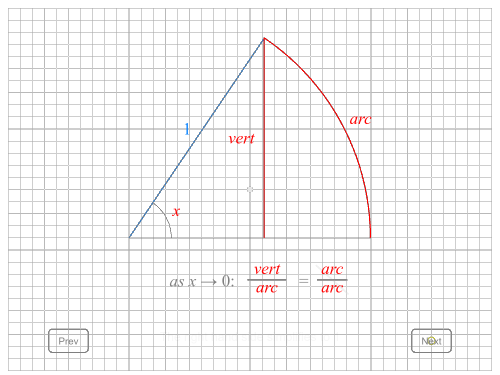 1
arc
vert
x
as x → 0: vert/arc = arc/arc
Prev
Next